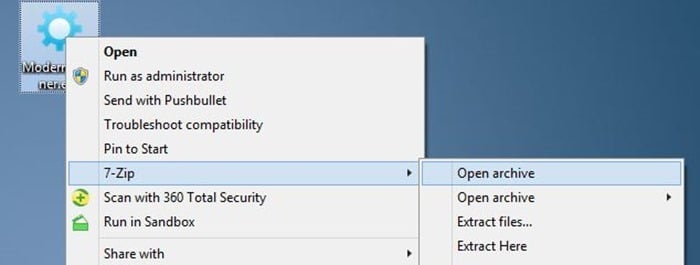 Modern
ner.e
Open
Run as administrator
Send with Pushbullet
Troubleshoot compatibility
Pin to Start
7-Zip
Scan with 360 Total Security
Run in Sandbox
Share with
Open archive
Open archive
Extract files...
Extract Here